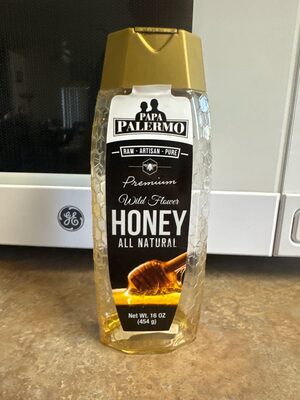 PAPA
PALERMO
RAW - ARTISAN - PURE
Premium
Wild Flower
HONEY
ALL NATURAL
Net Wt. 16 OZ
(454 g)
GE